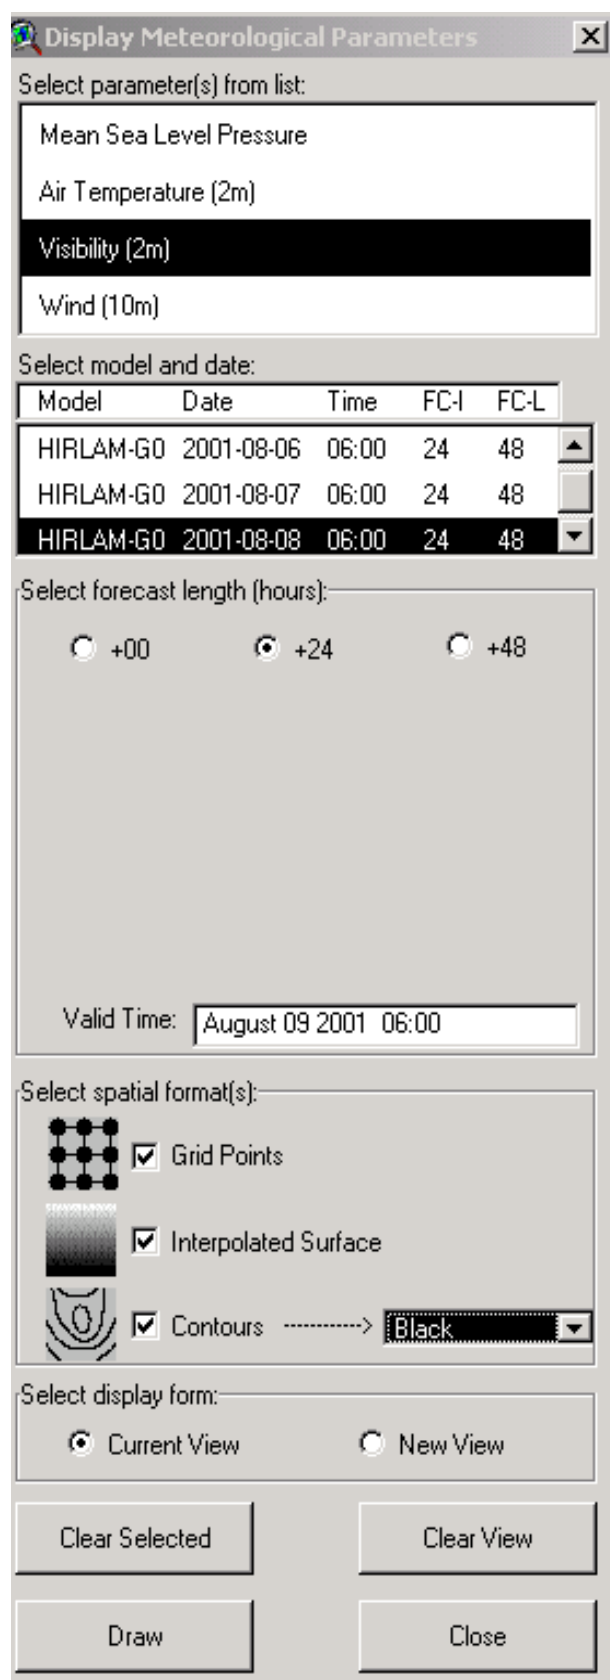 Display Meteorological Parameters
Select parameter(s) from list:
Mean Sea Level Pressure
Air Temperature (2m)
Visibility (2m)
Wind (10m)
Select model and date:
Model Date Time FC-I FC-L
HIRLAM-G0 2001-08-06 06:00 24 48
HIRLAM-G0 2001-08-07 06:00 24 48
HIRLAM-G0 2001-08-08 06:00 24 48
Select forecast length (hours):
+00 +24 +48
Valid Time: August 09 2001 06:00
Select spatial format(s):
Grid Points
Interpolated Surface
Contours -----------> Black
Select display form:
Current View New View
Clear Selected Clear View
Draw Close